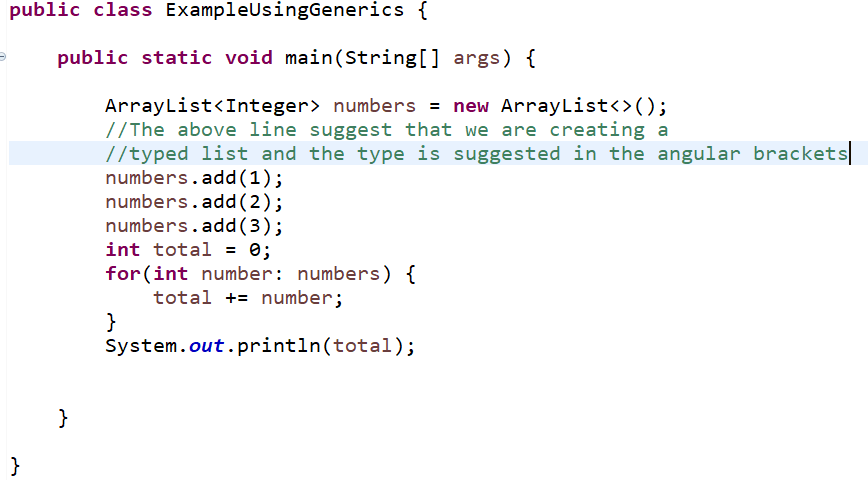 public class ExampleUsingGenerics {
public static void main(String[] args) {
ArrayList<Integer> numbers = new ArrayList<>();
//The above line suggest that we are creating a
//typed list and the type is suggested in the angular brackets
numbers.add(1);
numbers.add(2);
numbers.add(3);
int total = 0;
for(int number: numbers) {
total += number;
}
System.out.println(total);
}
}